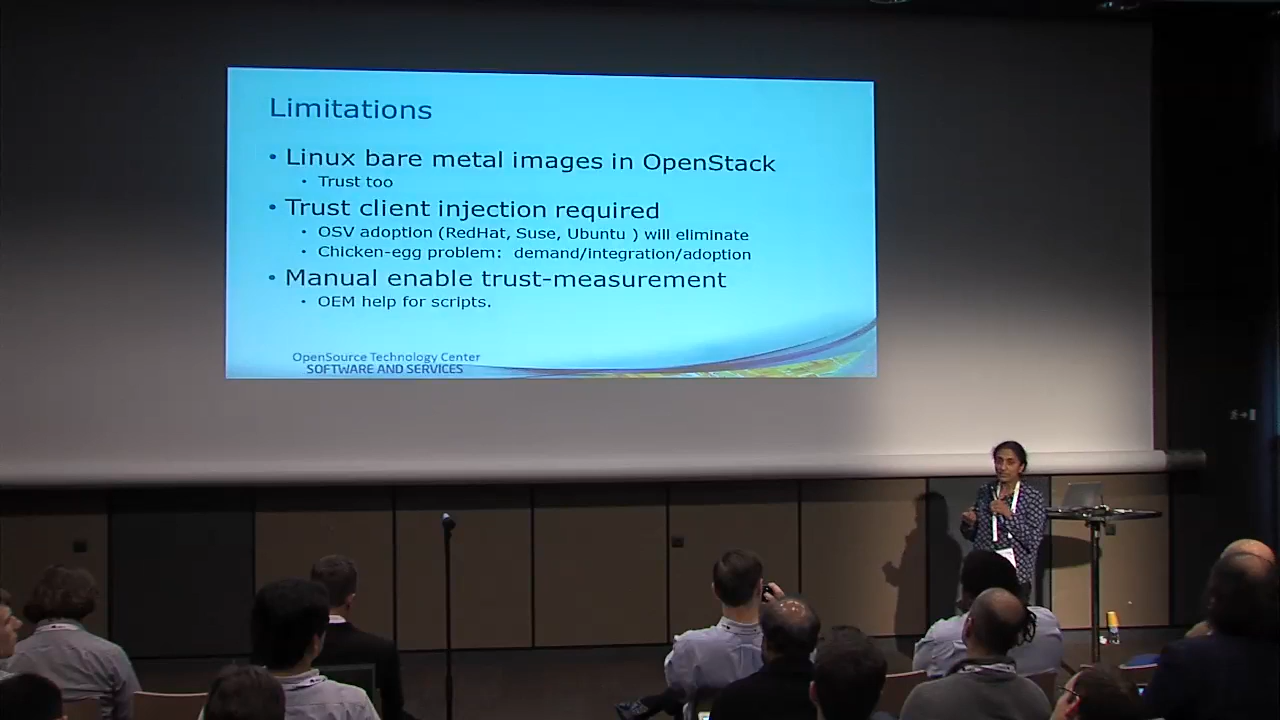 Limitations
• Linux bare metal images in OpenStack
• Trust too
• Trust client injection required
• OSV adoption (RedHat, Suse, Ubuntu ) will eliminate
• Chicken-egg problem: demand/integration/adoption
• Manual enable trust-measurement
• OEM help for scripts.
OpenSource Technology Center
SOFTWARE AND SERVICES